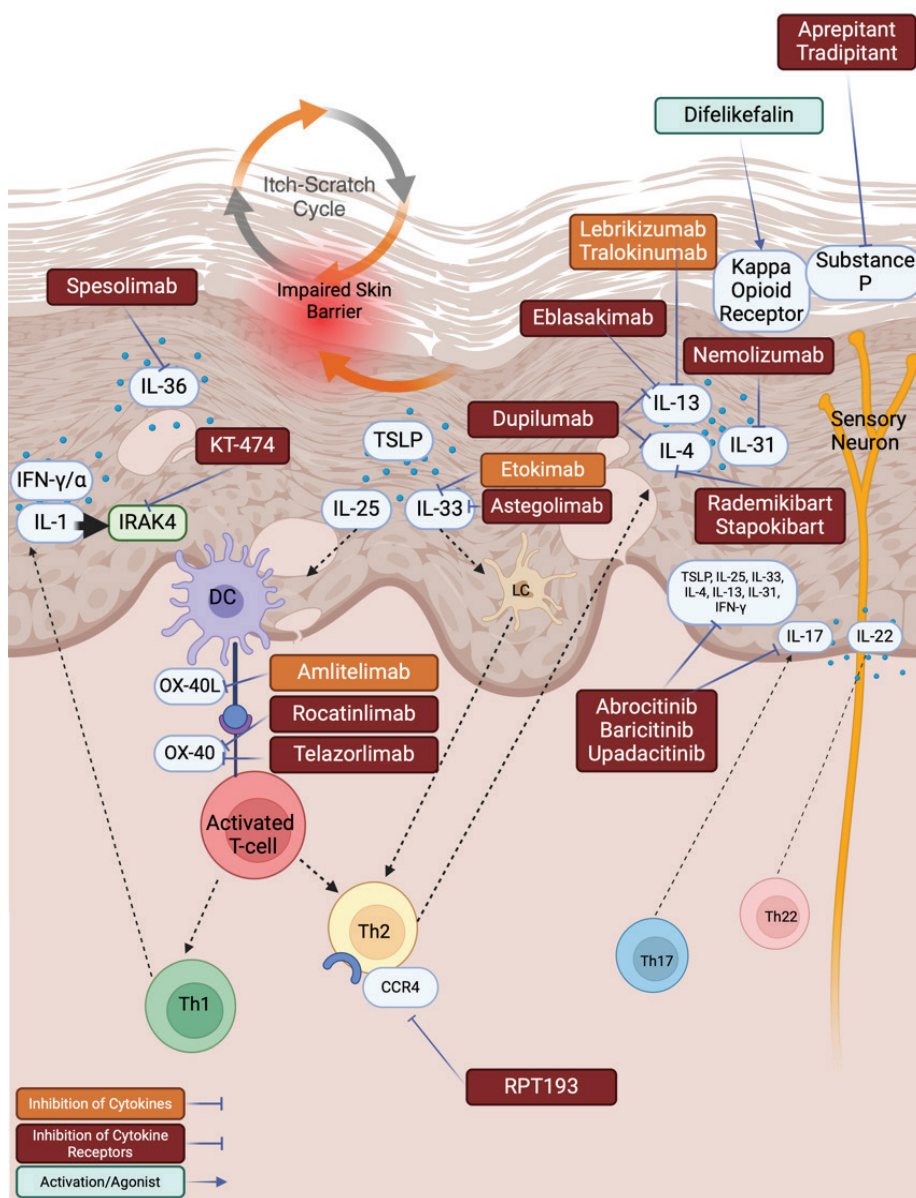 Aprepitant
Tradipitant
Difelikefalin
Itch-Scratch
Cycle
Lebrikizumab
Tralokinumab
Kappa
Opioid
Receptor
Substance
P
Spesolimab
Impaired Skin
Barrier
Eblasakimab
Nemolizumab
IL-36
IL-13
Dupilumab
TSLP
IL-4
IL-31
Sensory
Neuron
KT-474
Etokimab
IFN-γ/α
IL-1
IRAK4
IL-25
IL-33
Astegolimab
Rademikibart
Stapokibart
DC
LC
TSLP, IL-25, IL-33,
IL-4, IL-13, IL-31,
IFN-γ
IL-17
IL-22
OX-40L
Amlitelimab
Rocatinlimab
OX-40
Telazorlimab
Abrocitinib
Baricitinib
Upadacitinib
Activated
T-cell
Th2
Th22
Th17
CCR4
Th1
RPT193
Inhibition of Cytokines
Inhibition of Cytokine
Receptors
Activation/Agonist